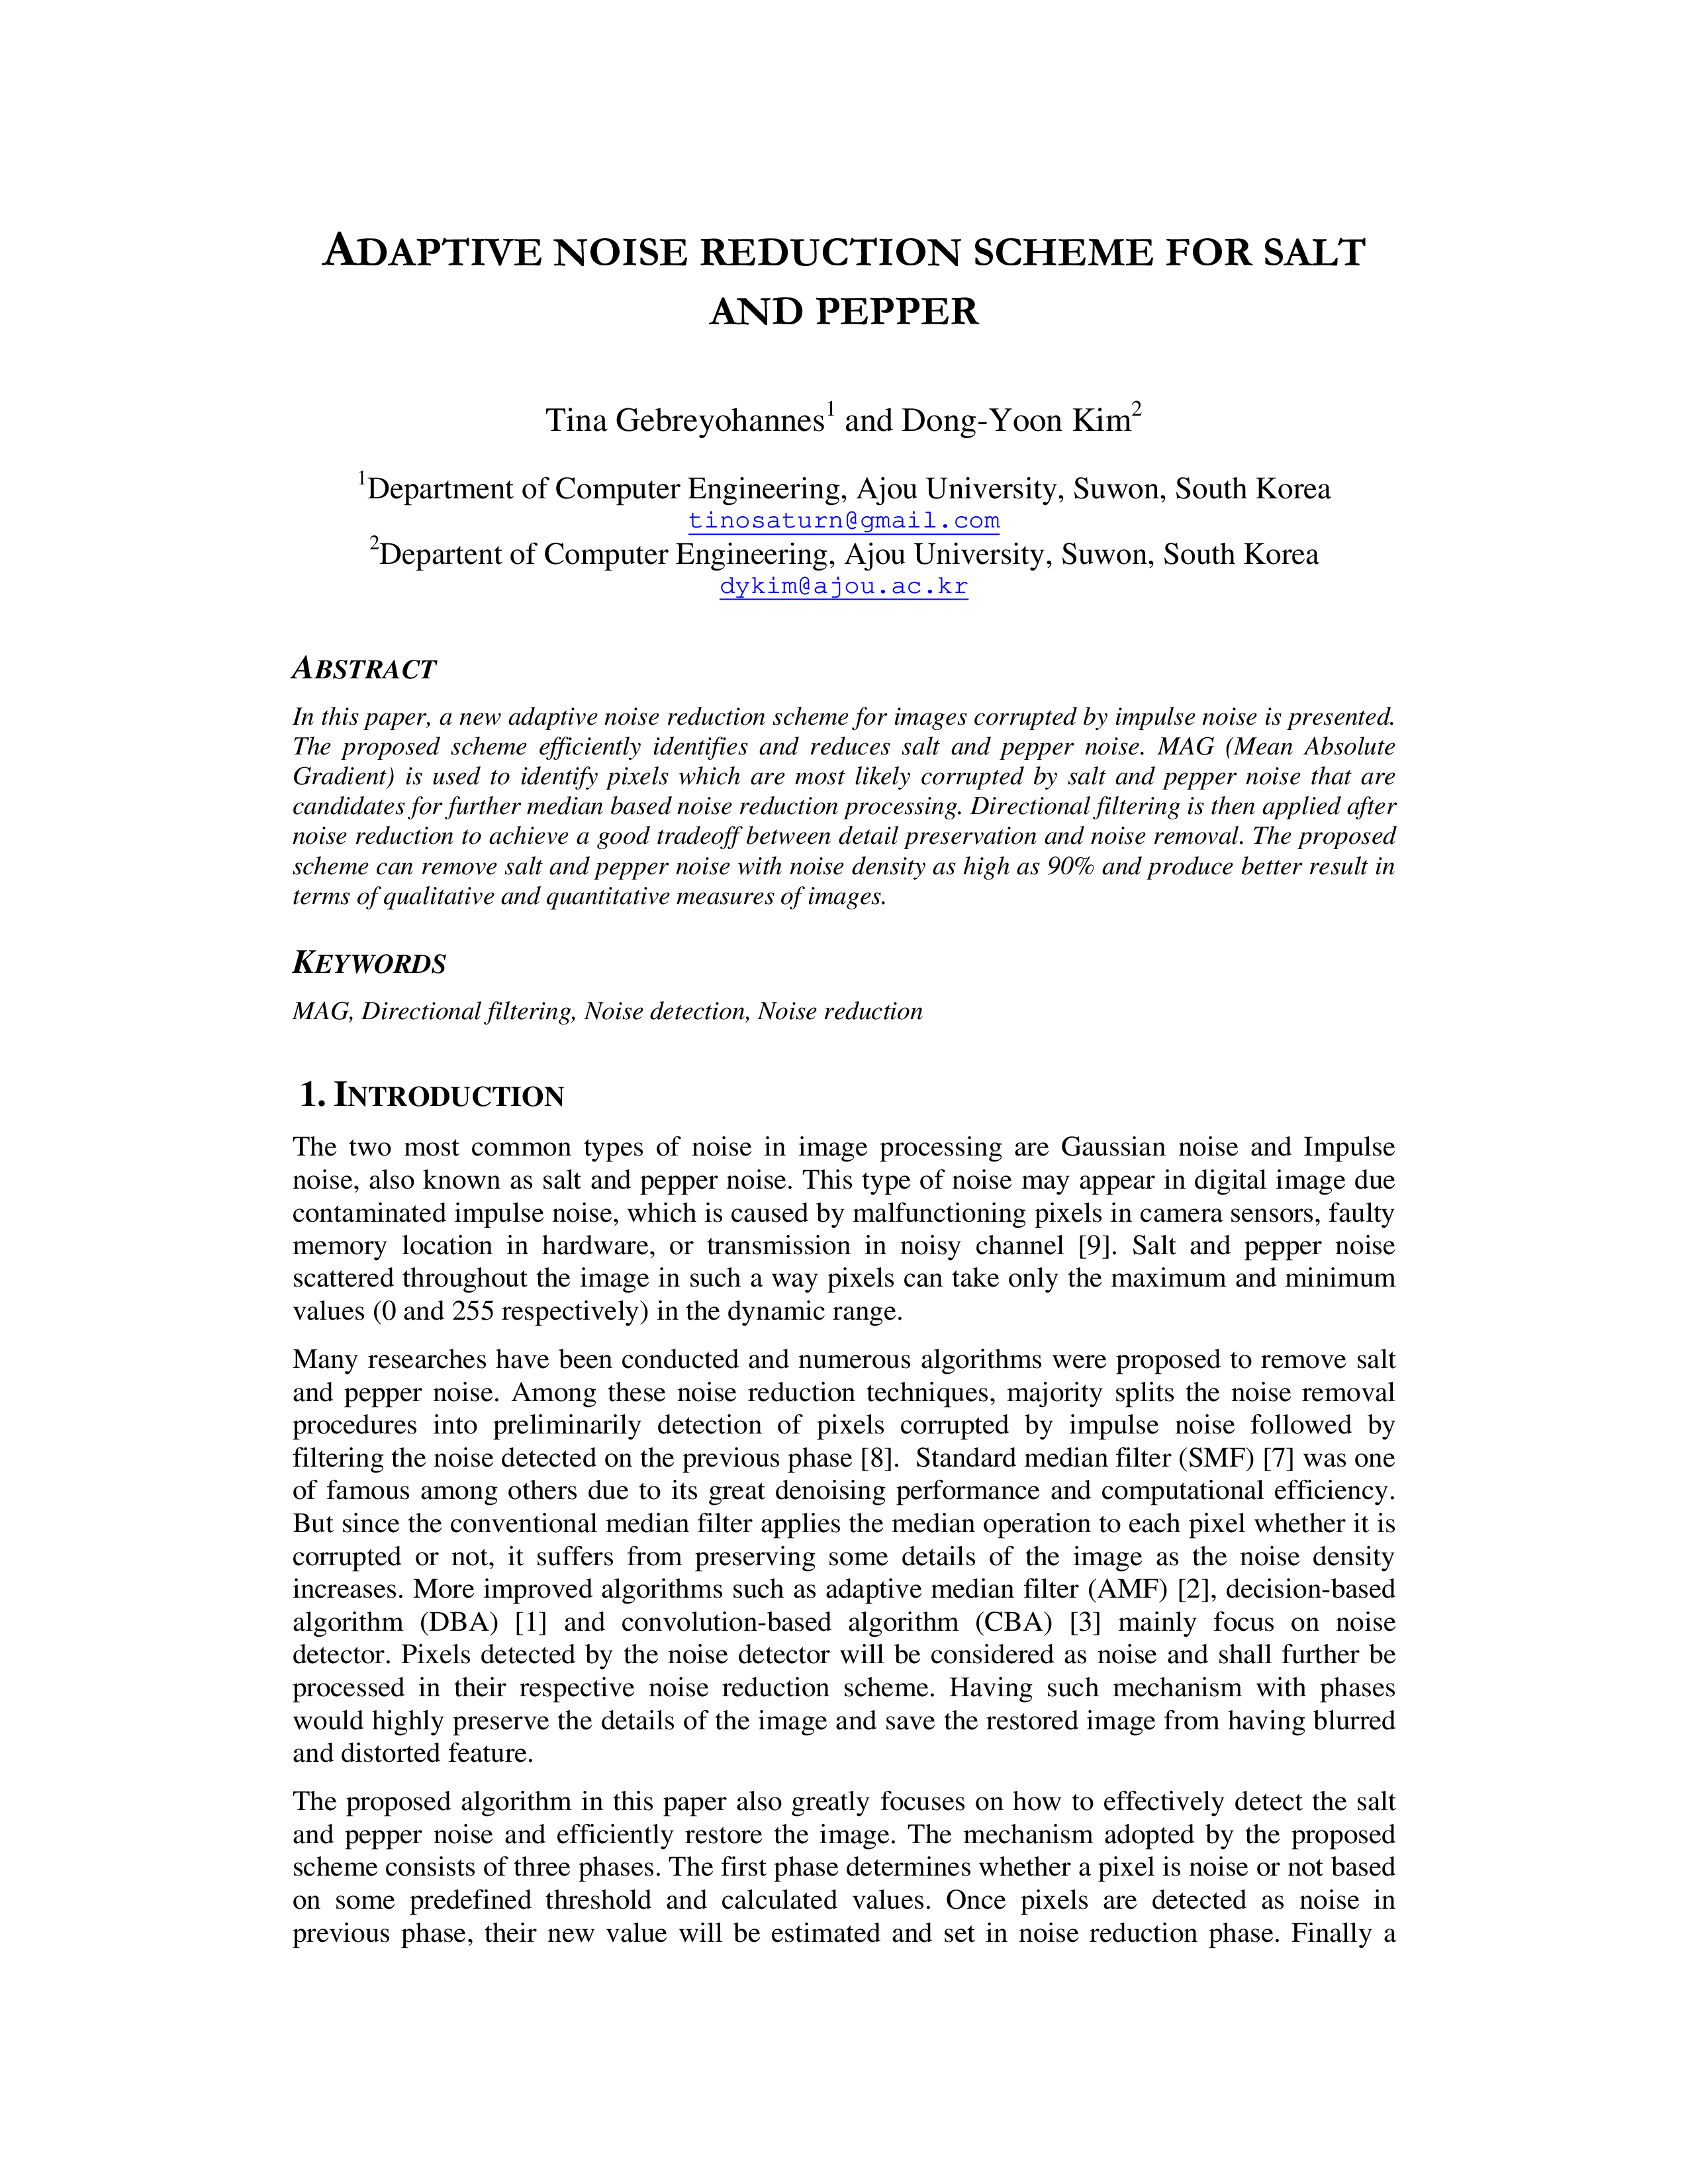 ADAPTIVE NOISE REDUCTION SCHEME FOR SALT
AND PEPPER
Tina Gebreyohannes1 and Dong-Yoon Kim2
1Department of Computer Engineering, Ajou University, Suwon, South Korea
tinosaturn@gmail.com
2Departent of Computer Engineering, Ajou University, Suwon, South Korea
dykim@ajou.ac.kr
ABSTRACT
In this paper, a new adaptive noise reduction scheme for images corrupted by impulse noise is presented.
The proposed scheme efficiently identifies and reduces salt and pepper noise. MAG (Mean Absolute
Gradient) is used to identify pixels which are most likely corrupted by salt and pepper noise that are
candidates for further median based noise reduction processing. Directional filtering is then applied after
noise reduction to achieve a good tradeoff between detail preservation and noise removal. The proposed
scheme can remove salt and pepper noise with noise density as high as 90% and produce better result in
terms of qualitative and quantitative measures of images.
KEYWORDS
MAG, Directional filtering, Noise detection, Noise reduction
1. INTRODUCTION
The two most common types of noise in image processing are Gaussian noise and Impulse
noise, also known as salt and pepper noise. This type of noise may appear in digital image due
contaminated impulse noise, which is caused by malfunctioning pixels in camera sensors, faulty
memory location in hardware, or transmission in noisy channel [9]. Salt and pepper noise
scattered throughout the image in such a way pixels can take only the maximum and minimum
values (0 and 255 respectively) in the dynamic range.
Many researches have been conducted and numerous algorithms were proposed to remove salt
and pepper noise. Among these noise reduction techniques, majority splits the noise removal
procedures into preliminarily detection of pixels corrupted by impulse noise followed by
filtering the noise detected on the previous phase [8]. Standard median filter (SMF) [7] was one
of famous among others due to its great denoising performance and computational efficiency.
But since the conventional median filter applies the median operation to each pixel whether it is
corrupted or not, it suffers from preserving some details of the image as the noise density
increases. More improved algorithms such as adaptive median filter (AMF) [2], decision-based
algorithm (DBA) [1] and convolution-based algorithm (CBA) [3] mainly focus on noise
detector. Pixels detected by the noise detector will be considered as noise and shall further be
processed in their respective noise reduction scheme. Having such mechanism with phases
would highly preserve the details of the image and save the restored image from having blurred
and distorted feature.
The proposed algorithm in this paper also greatly focuses on how to effectively detect the salt
and pepper noise and efficiently restore the image. The mechanism adopted by the proposed
scheme consists of three phases. The first phase determines whether a pixel is noise or not based
on some predefined threshold and calculated values. Once pixels are detected as noise in
previous phase, their new value will be estimated and set in noise reduction phase. Finally a